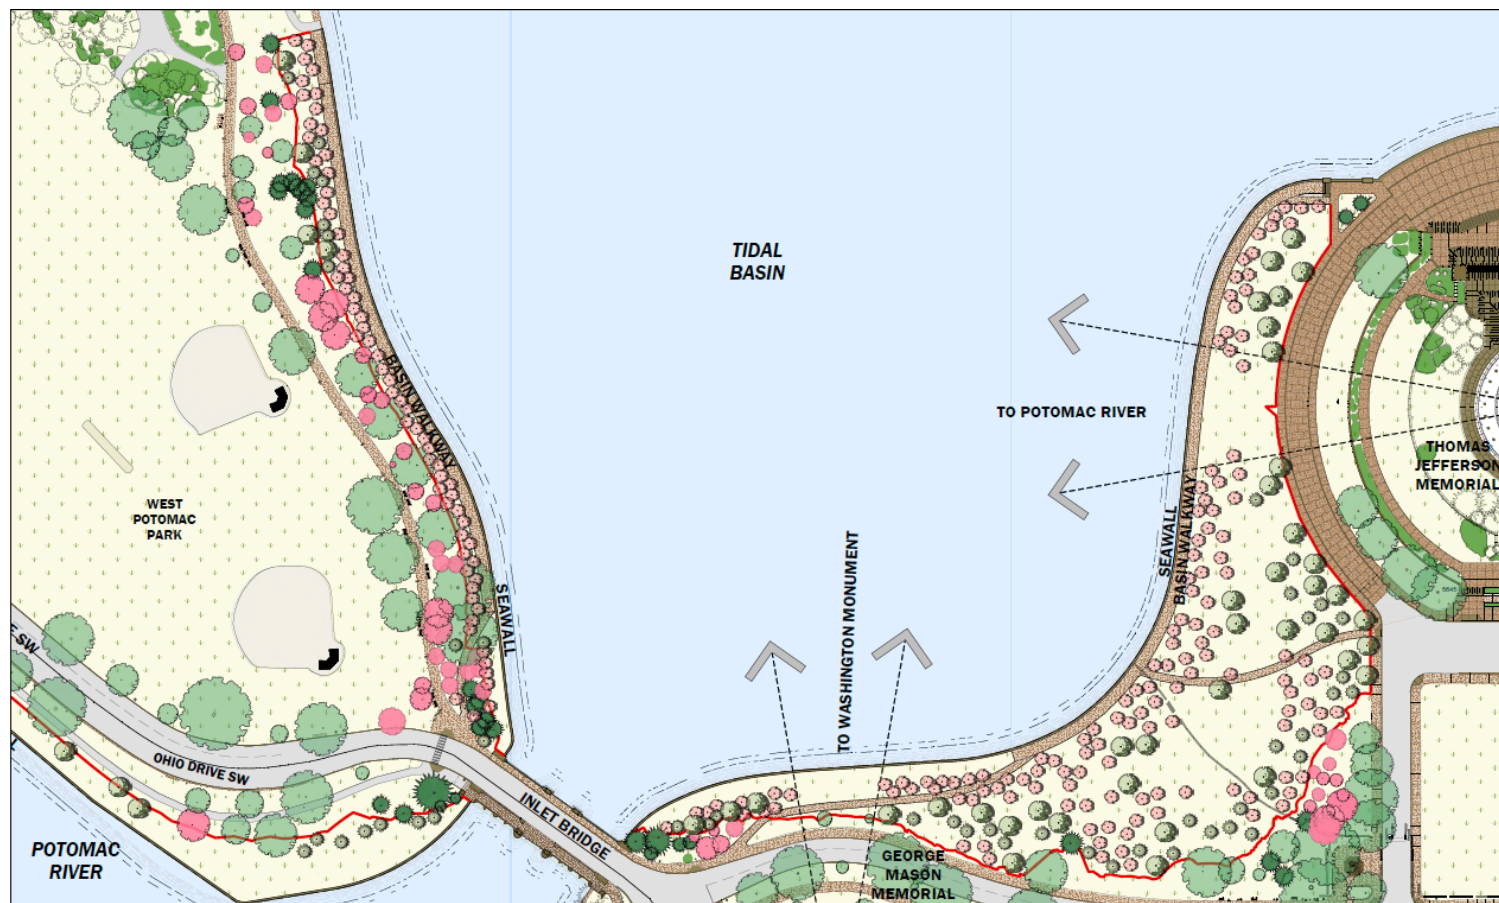 TIDAL
BASIN
BASIN WALKWAY
TO POTOMAC RIVER
THOMAS
JEFFERSON
MEMORIAL
WEST
POTOMAC
PARK
SEAWALL
BASIN WALKWAY
SEAWALL
TO WASHINGTON MONUMENT
E SW
OHIO DRIVE SW
INLET BRIDGE
POTOMAC
RIVER
GEORGE
MASON
MEMORIAL